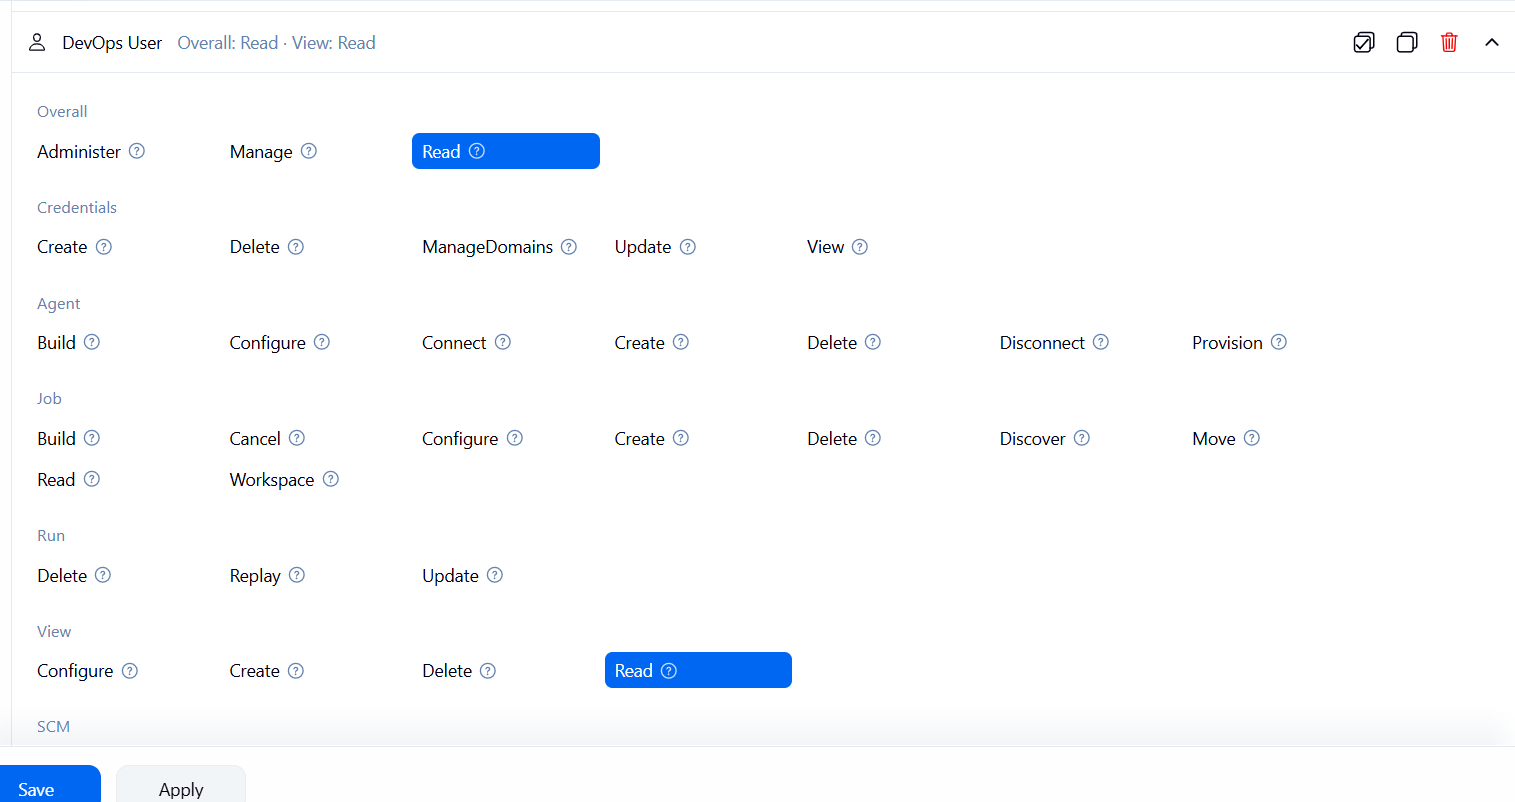 DevOps User Overall: Read · View: Read
Overall
Administer Manage Read
Credentials
Create Delete ManageDomains Update View
Agent
Build Configure Connect Create Delete Disconnect Provision
Job
Build Cancel Configure Create Delete Discover Move
Read Workspace
Run
Delete Replay Update
View
Configure Create Delete Read
SCM
Save Apply